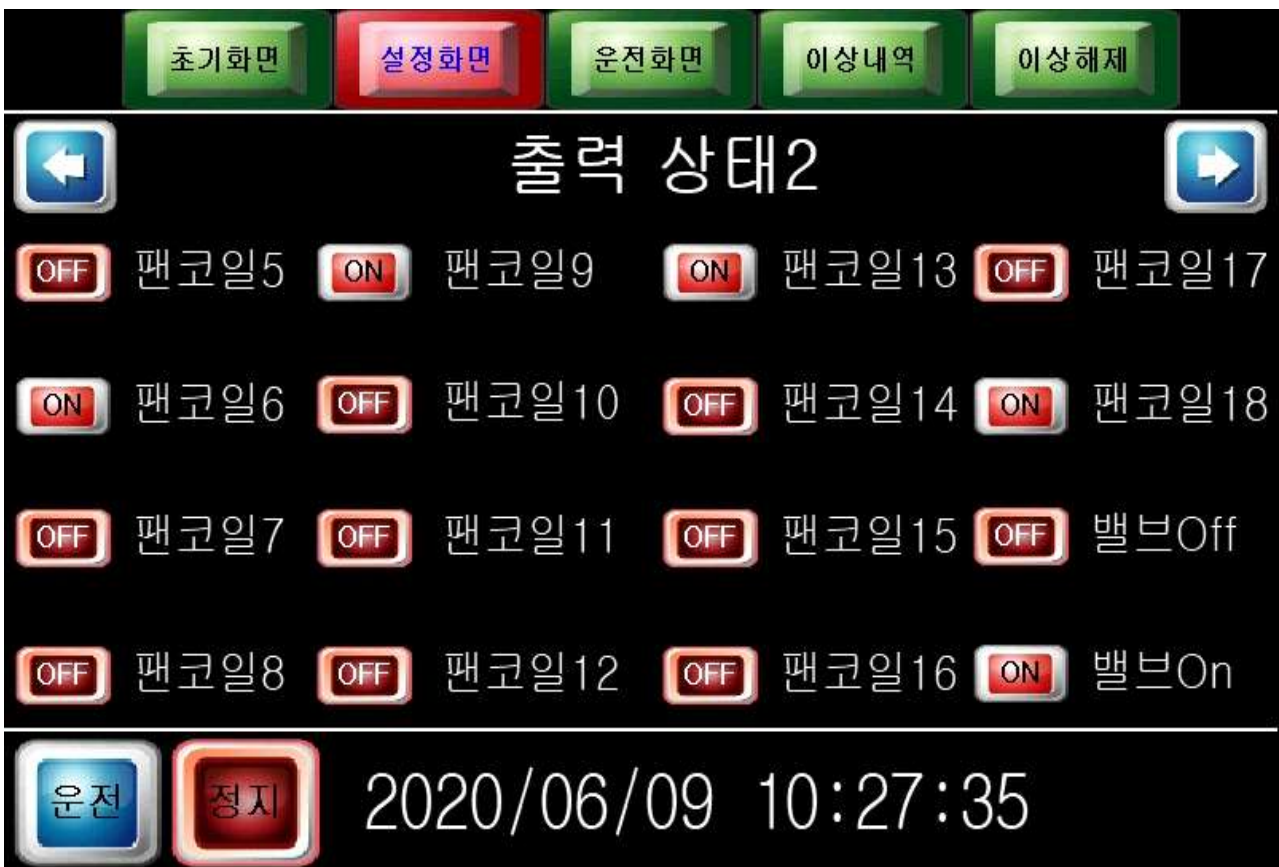 초기화면 설정화면 운전화면 이상내역 이상해제
출력 상태2
OFF 팬코일5 ON 팬코일9 ON 팬코일13 OFF 팬코일17
ON 팬코일6 OFF 팬코일10 OFF 팬코일14 ON 팬코일18
OFF 팬코일7 OFF 팬코일11 OFF 팬코일15 OFF 밸브Off
OFF 팬코일8 OFF 팬코일12 OFF 팬코일16 ON 밸브On
운전 정지 2020/06/09 10:27:35